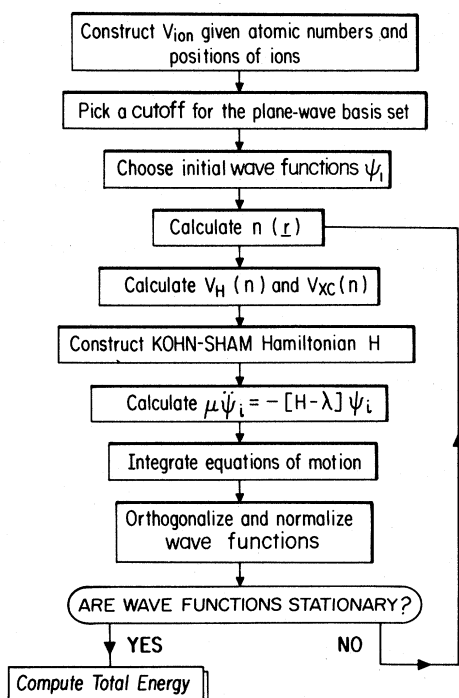 Construct V_ion given atomic numbers and
positions of ions
Pick a cutoff for the plane-wave basis set
Choose initial wave functions ψ_i
Calculate n (r)
Calculate V_H (n) and V_XC (n)
Construct KOHN-SHAM Hamiltonian H
Calculate μψ̈_i = - [H-λ] ψ_i
Integrate equations of motion
Orthogonalize and normalize
wave functions
ARE WAVE FUNCTIONS STATIONARY?
YES
NO
Compute Total Energy